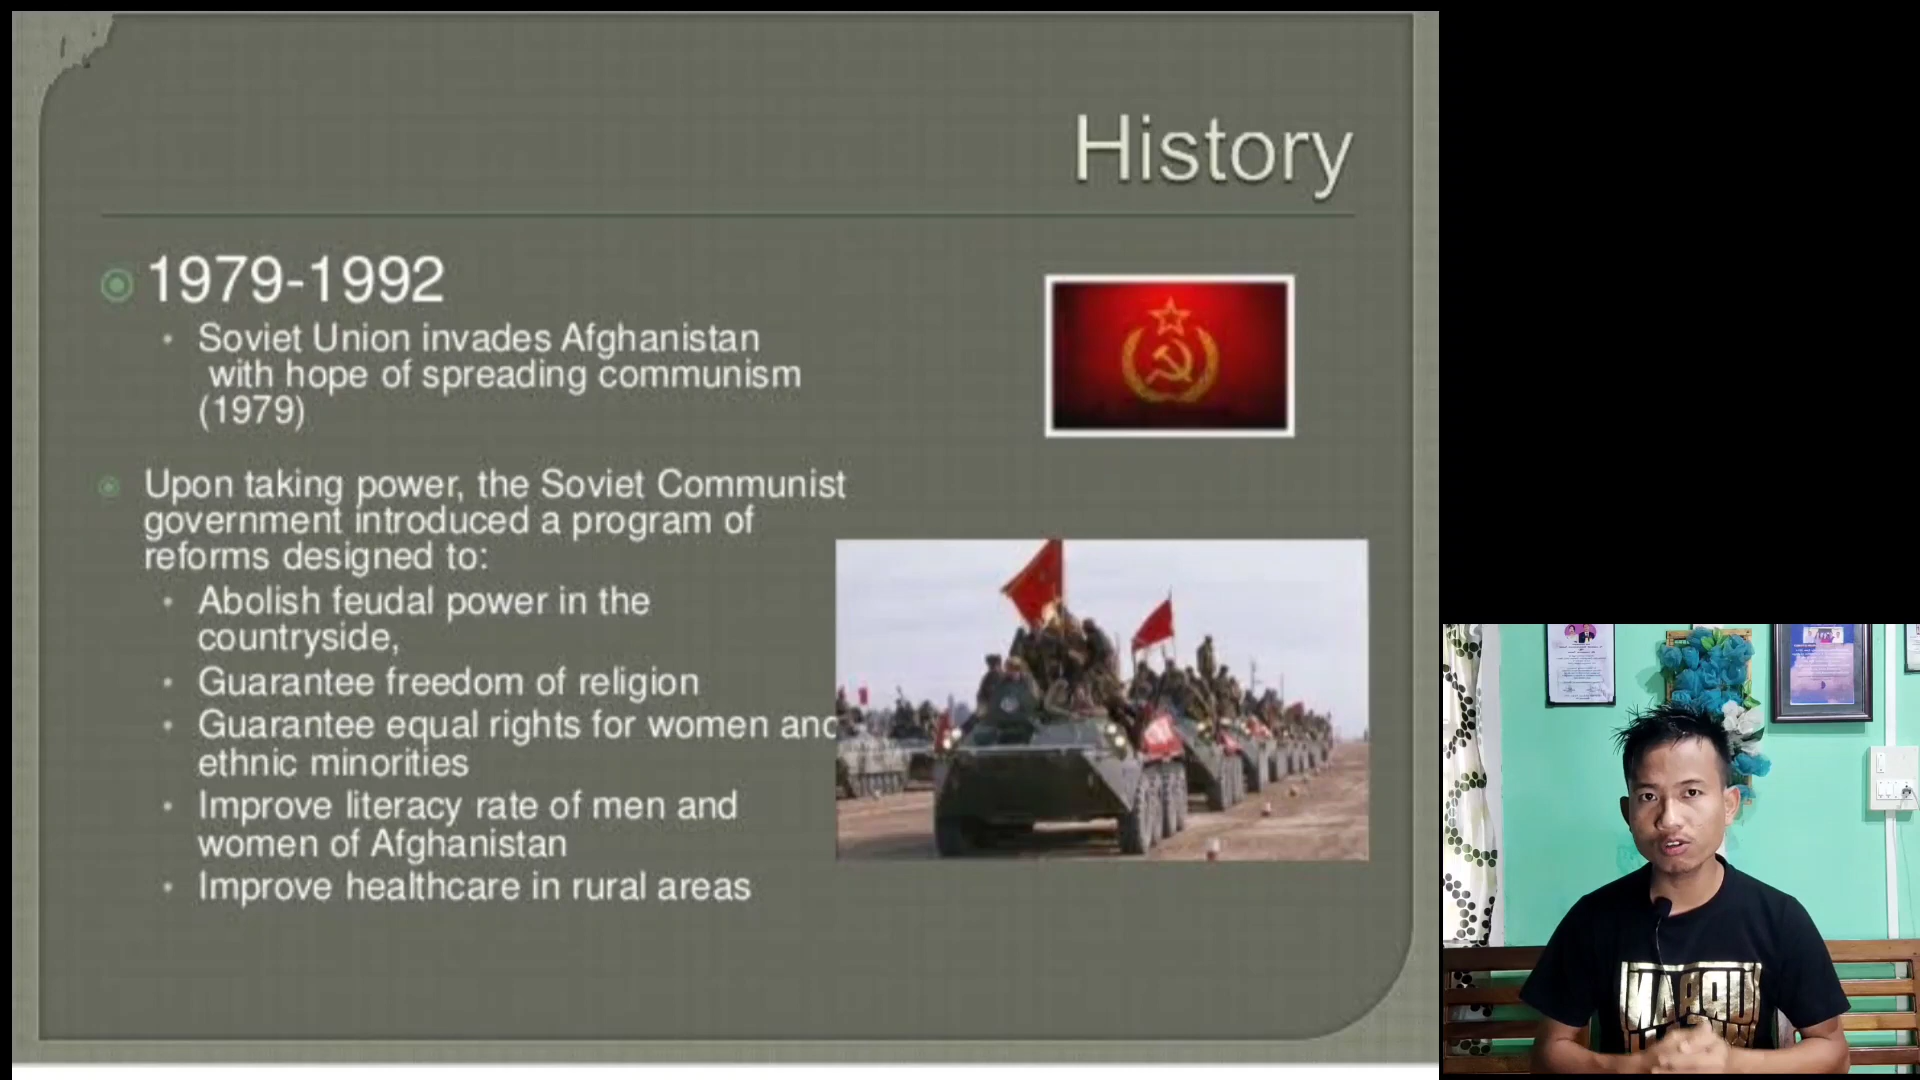 History
1979-1992
Soviet Union invades Afghanistan
with hope of spreading communism
(1979)
Upon taking power, the Soviet Communist
government introduced a program of
reforms designed to:
Abolish feudal power in the
countryside,
Guarantee freedom of religion
Guarantee equal rights for women and
ethnic minorities
Improve literacy rate of men and
women of Afghanistan
Improve healthcare in rural areas